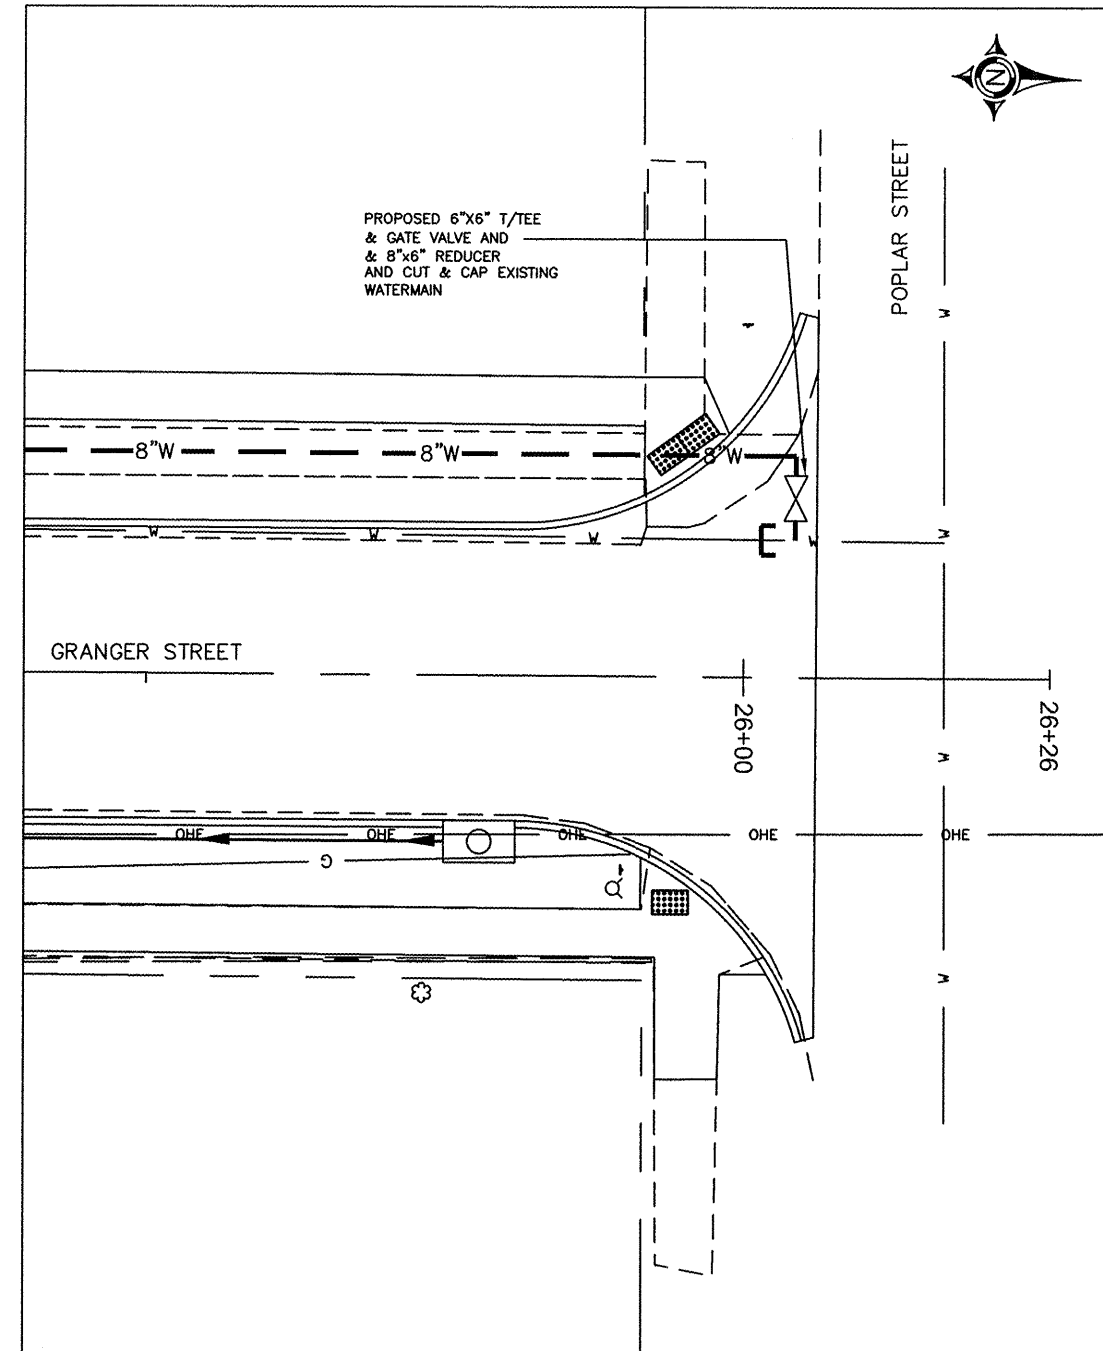 N
POPLAR STREET
PROPOSED 6"X6" T/TEE
& GATE VALVE AND
& 8"x6" REDUCER
AND CUT & CAP EXISTING
WATERMAIN
W
8"W
8"W
8"W
W
W
W
W
W
GRANGER STREET
26+00
26+26
W
OHE
OHE
OHE
OHE
OHE
G
W